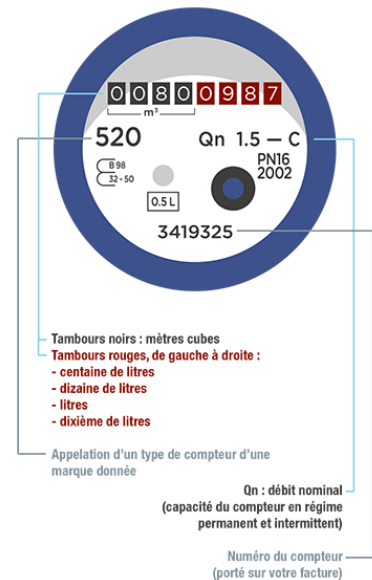 0080 0987
m³
520
Qn 1.5 – C
B 98
32 - 50
PN16
2002
0.5 L
3419325
Tambours noirs : mètres cubes
Tambours rouges, de gauche à droite :
- centaine de litres
- dizaine de litres
- litres
- dixième de litres
Appelation d’un type de compteur d’une
marque donnée
Qn : débit nominal
(capacité du compteur en régime
permanent et intermittent)
Numéro du compteur
(porté sur votre facture)